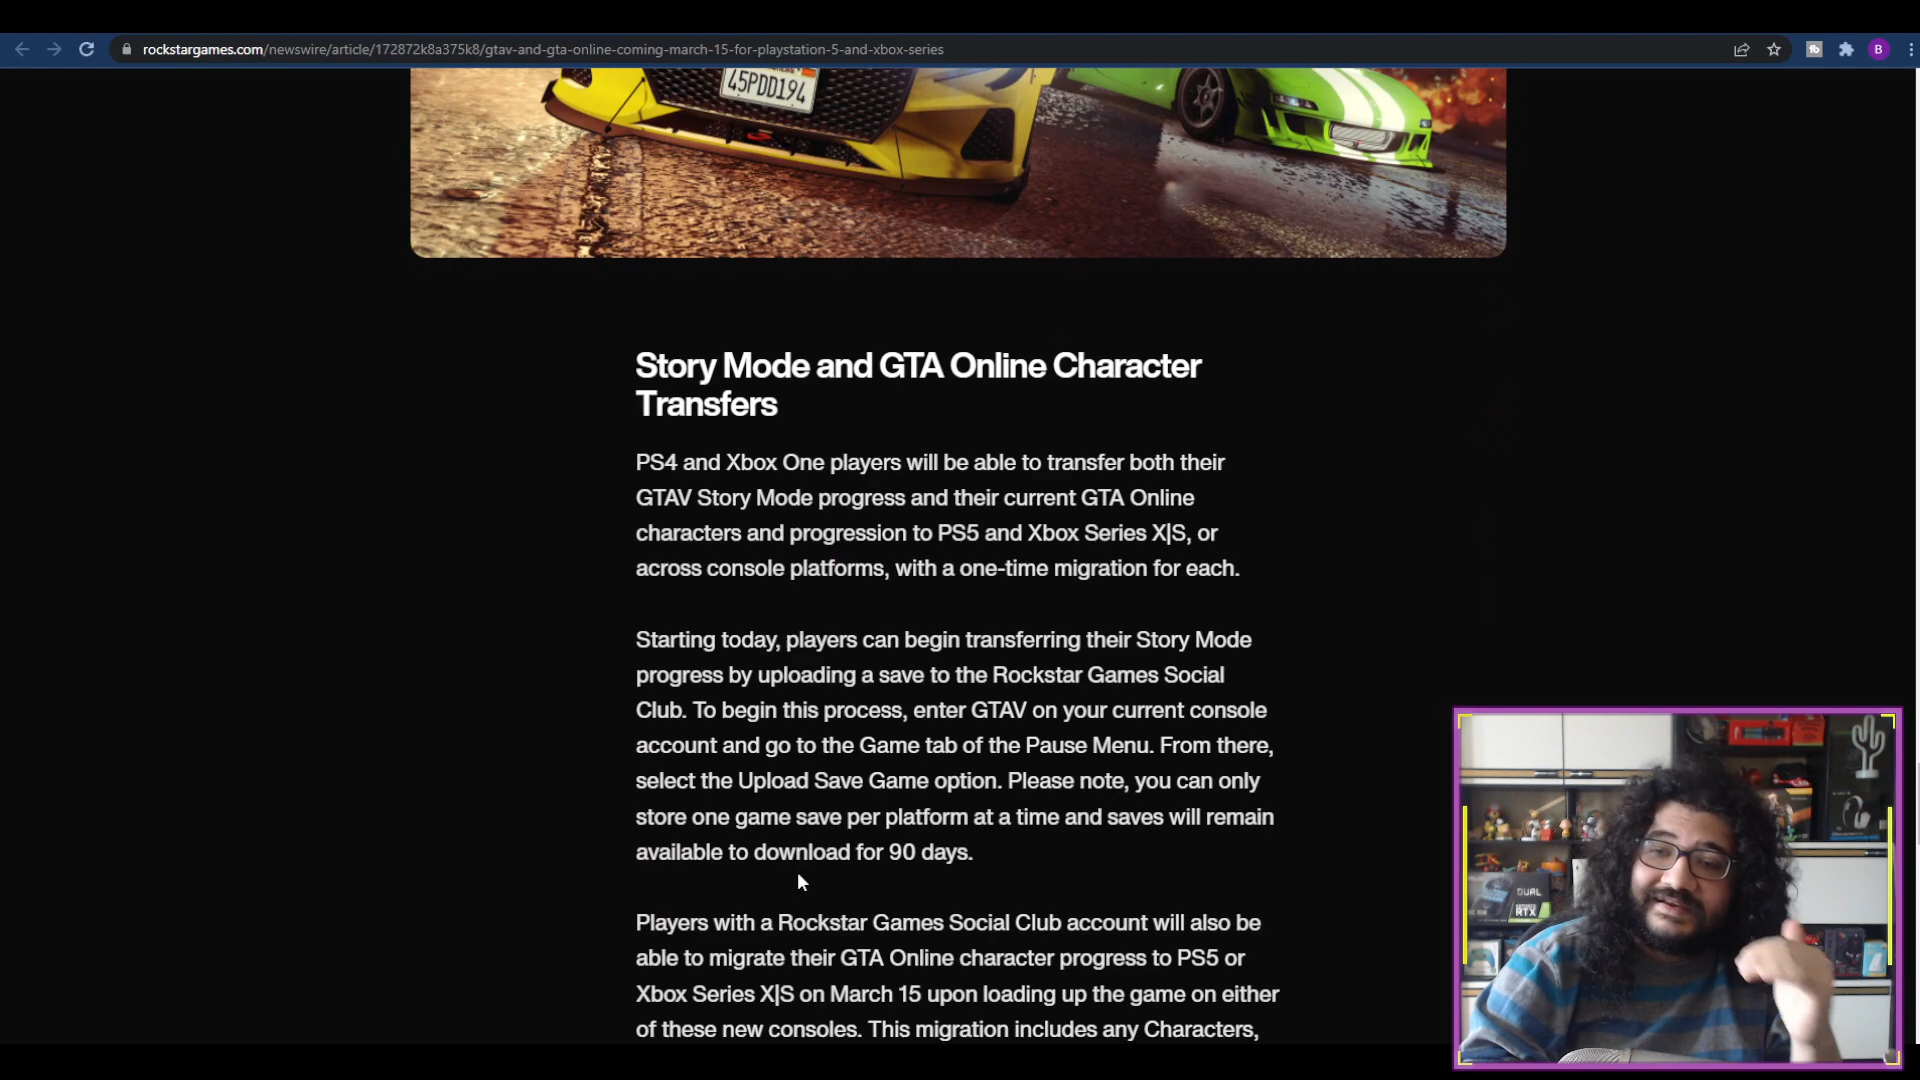 rockstargames.com/newswire/article/172872k8a375k8/gtav-and-gta-online-coming-march-15-for-playstation-5-and-xbox-series
B
45PDD194
Story Mode and GTA Online Character
Transfers
PS4 and Xbox One players will be able to transfer both their
GTAV Story Mode progress and their current GTA Online
characters and progression to PS5 and Xbox Series X|S, or
across console platforms, with a one-time migration for each.
Starting today, players can begin transferring their Story Mode
progress by uploading a save to the Rockstar Games Social
Club. To begin this process, enter GTAV on your current console
account and go to the Game tab of the Pause Menu. From there,
select the Upload Save Game option. Please note, you can only
store one game save per platform at a time and saves will remain
available to download for 90 days.
Players with a Rockstar Games Social Club account will also be
able to migrate their GTA Online character progress to PS5 or
Xbox Series X|S on March 15 upon loading up the game on either
of these new consoles. This migration includes any Characters,
DUAL
RTX